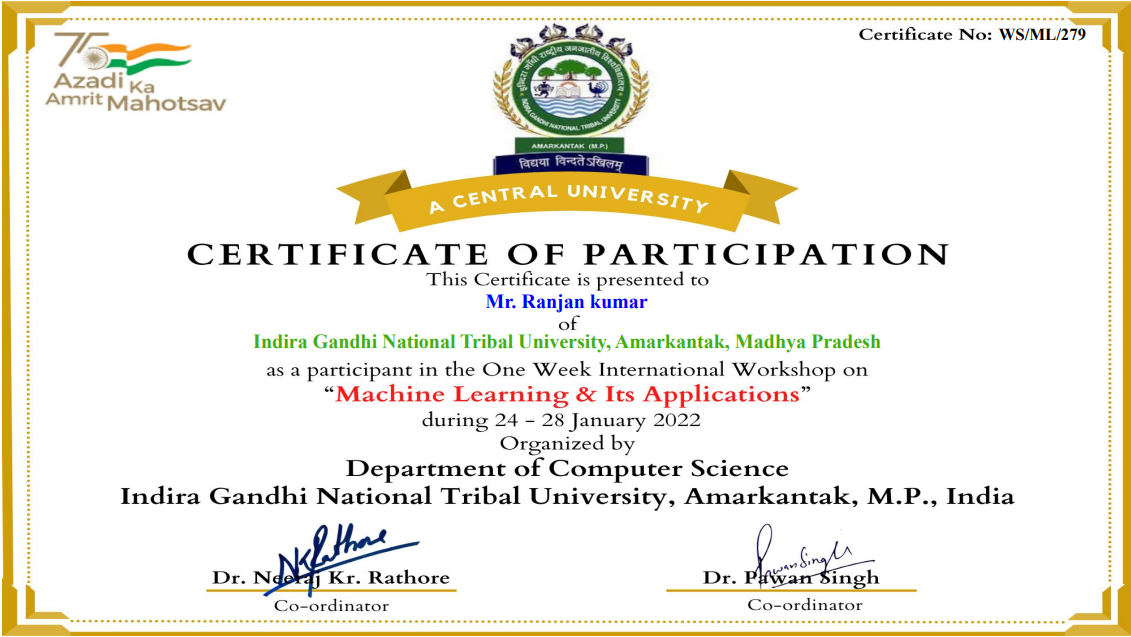 Certificate No: WS/ML/279
75
Azadi Ka
Amrit Mahotsav
इन्दिरा गाँधी राष्ट्रीय जनजातीय विश्वविद्यालय
INDIRA GANDHI NATIONAL TRIBAL UNIVERSITY
AMARKANTAK (M.P.)
विद्यया विन्दतेऽखिलम्
A CENTRAL UNIVERSITY
CERTIFICATE OF PARTICIPATION
This Certificate is presented to
Mr. Ranjan kumar
of
Indira Gandhi National Tribal University, Amarkantak, Madhya Pradesh
as a participant in the One Week International Workshop on
“Machine Learning & Its Applications”
during 24 - 28 January 2022
Organized by
Department of Computer Science
Indira Gandhi National Tribal University, Amarkantak, M.P., India
NKRathore
PawanSingh
Dr. Neeraj Kr. Rathore
Dr. Pawan Singh
Co-ordinator
Co-ordinator